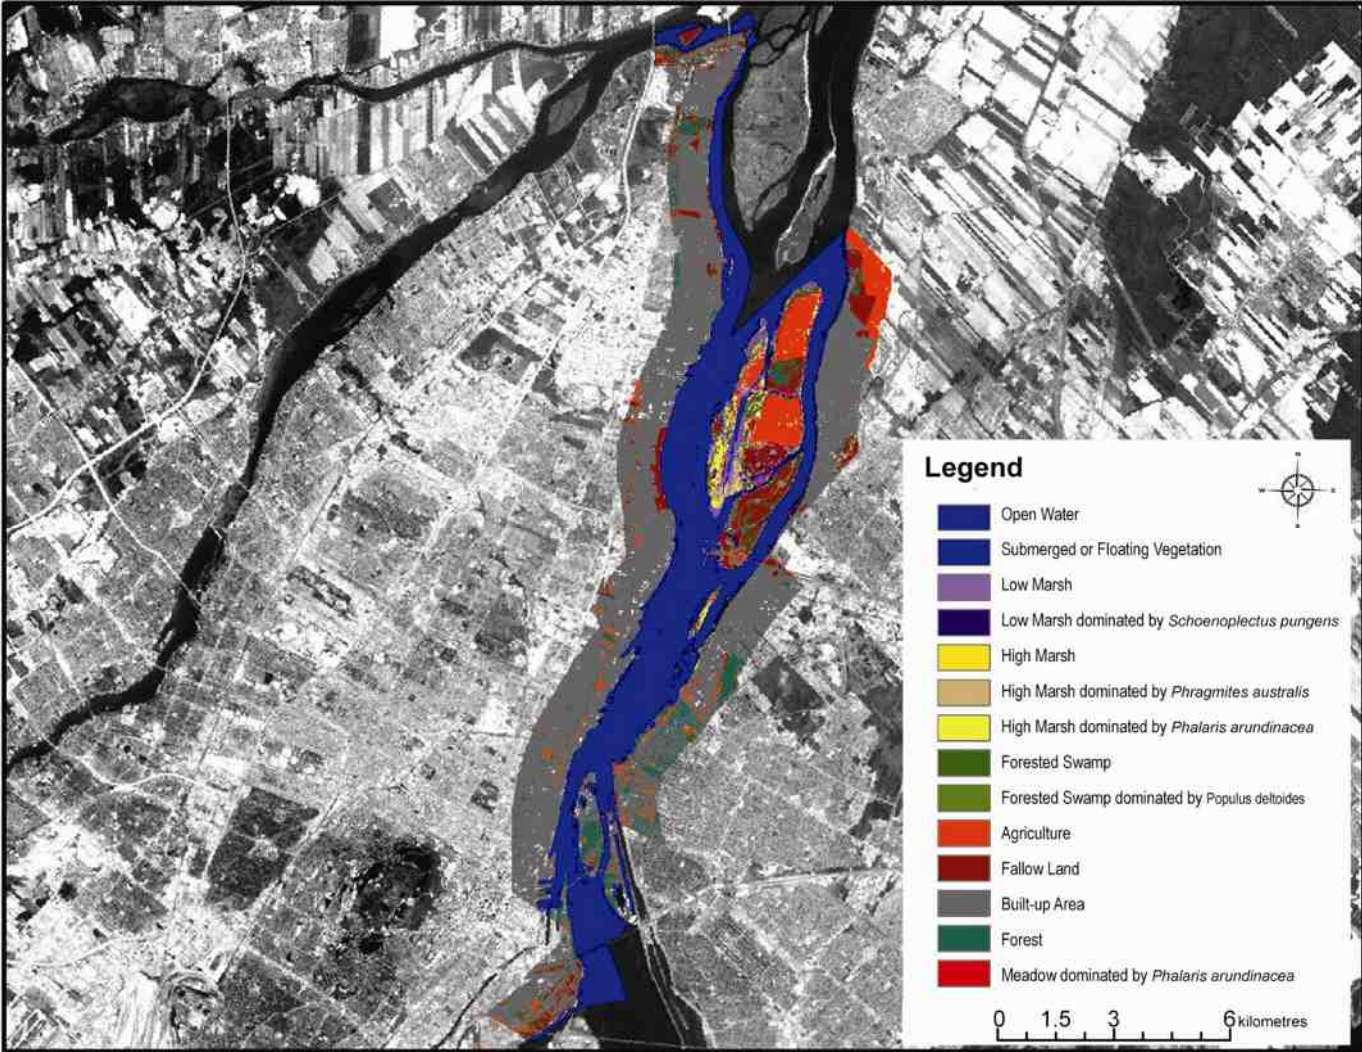 Legend
N
W
E
S
Open Water
Submerged or Floating Vegetation
Low Marsh
Low Marsh dominated by Schoenoplectus pungens
High Marsh
High Marsh dominated by Phragmites australis
High Marsh dominated by Phalaris arundinacea
Forested Swamp
Forested Swamp dominated by Populus deltoides
Agriculture
Fallow Land
Built-up Area
Forest
Meadow dominated by Phalaris arundinacea
0 1.5 3 6 kilometres